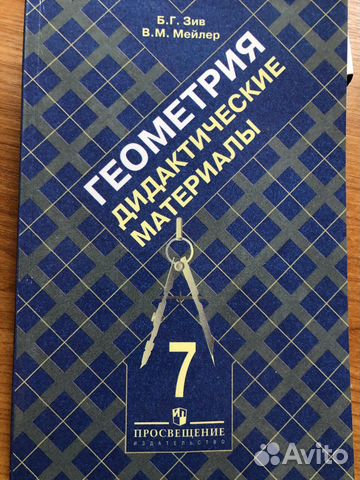 Б.Г. Зив
В.М. Мейлер
ГЕОМЕТРИЯ
ДИДАКТИЧЕСКИЕ
МАТЕРИАЛЫ
7
ПРОСВЕЩЕНИЕ
ИЗДАТЕЛЬСТВО
Avito